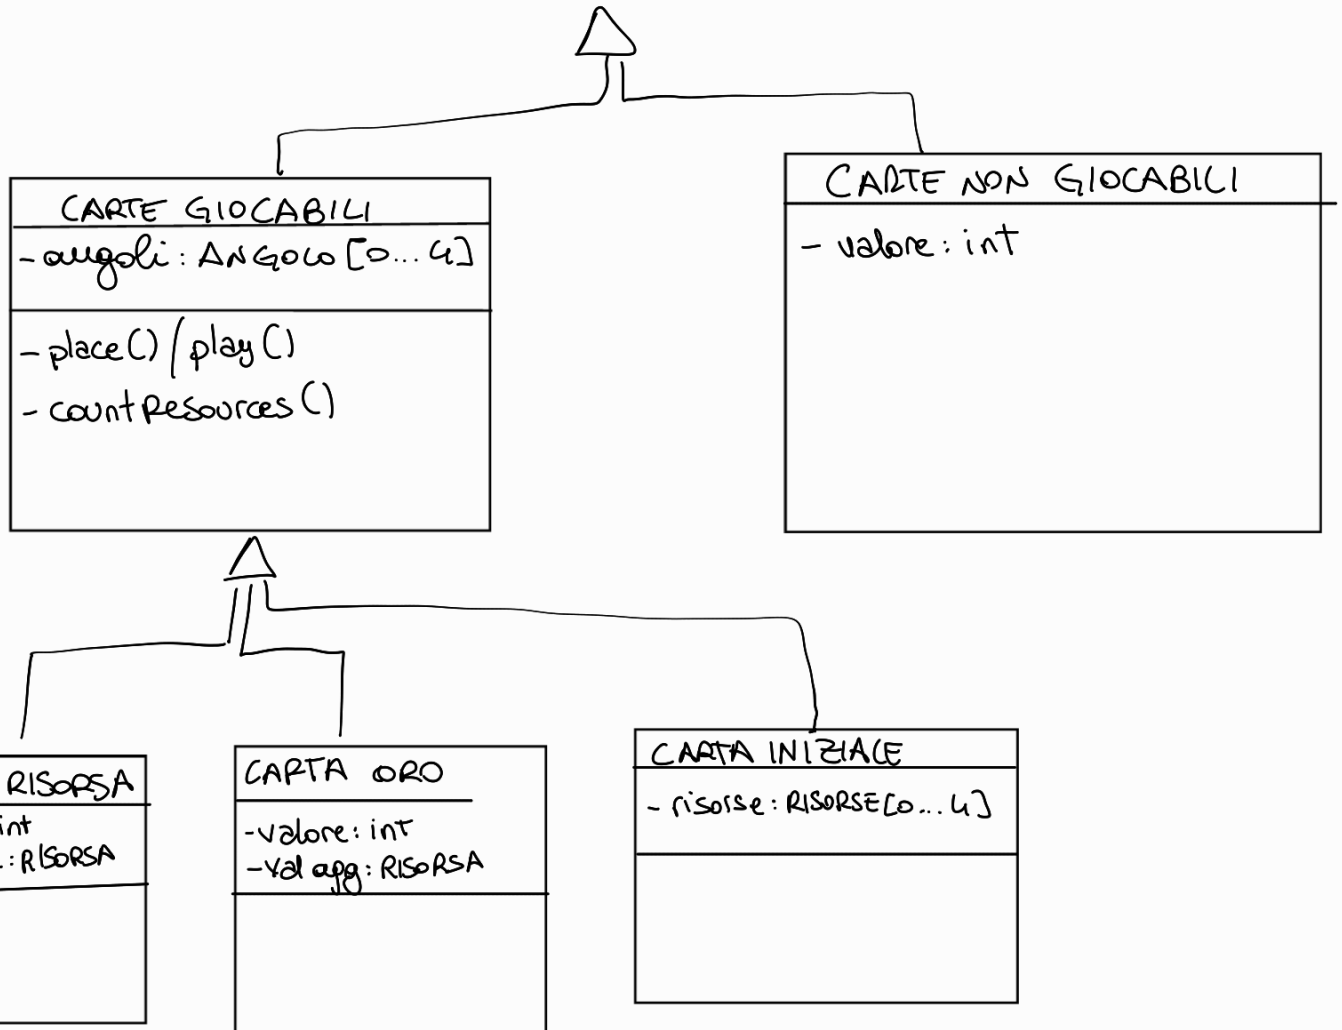 CARTE GIOCABILI
- angoli: ANGOLO [0...4]
- place() / play()
- countResources()
CARTE NON GIOCABILI
- valore: int
RISORSA
int
: RISORSA
CARTA ORO
- valore: int
- val agg: RISORSA
CARTA INIZIALE
- risorse: RISORSE[0...4]